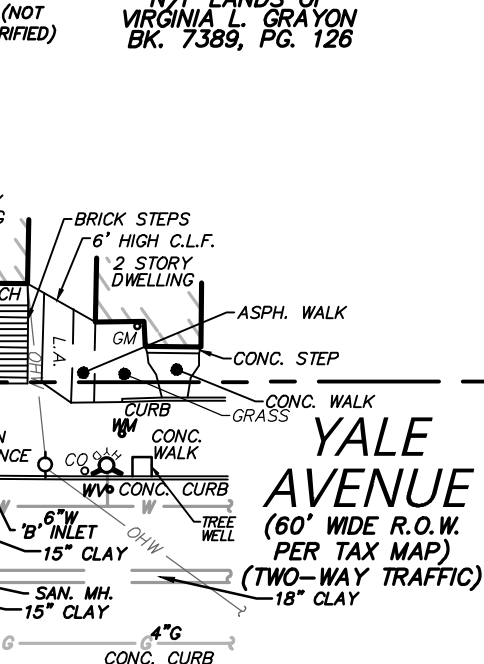 (NOT
RIFIED)
N/F LANDS OF
VIRGINIA L. GRAYON
BK. 7389, PG. 126
BRICK STEPS
6' HIGH C.L.F.
2 STORY
DWELLING
CH
GM
ASPH. WALK
L.A.
OHW
CONC. STEP
CONC. WALK
GRASS
CURB
WM
CONC.
WALK
YALE
AVENUE
(60' WIDE R.O.W.
PER TAX MAP)
(TWO-WAY TRAFFIC)
N
NCE
CO
HYD
WV
CONC. CURB
W
W
W
6"W
'B' INLET
15" CLAY
OHW
TREE
WELL
SAN. MH.
15" CLAY
18" CLAY
G
4"G
G
G
CONC. CURB